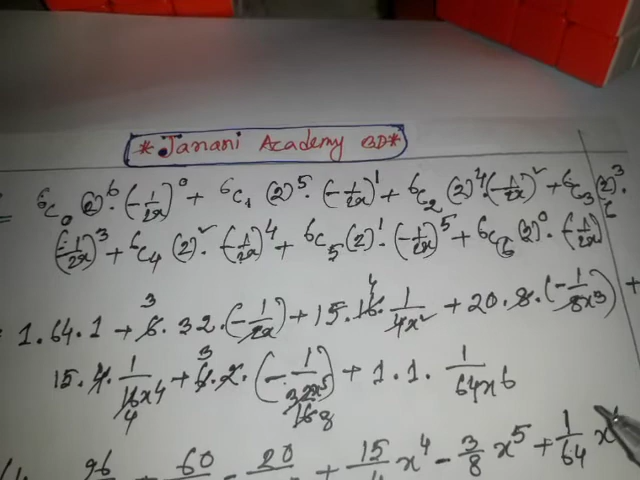 * Janani Academy BD *
= ⁶C₀ (2)⁶·(-1/2x)⁰ + ⁶C₁ (2)⁵·(-1/2x)¹ + ⁶C₂ (2)⁴·(-1/2x)² + ⁶C₃ (2)³·
(-1/2x)³ + ⁶C₄ (2)²·(-1/2x)⁴ + ⁶C₅ (2)¹·(-1/2x)⁵ + ⁶C₆ (2)⁰·(-1/2x)⁶
= 1.64.1 + 6.32.(-1/2x) + 15.16.1/4x² + 20.8.(-1/8x³) +
15.4.1/16x4 + 6.2.(-1/32x⁵) + 1.1.1/64x6
96 + 60 - 20 + 15/4 x⁴ - 3/8 x⁵ + 1/64 x